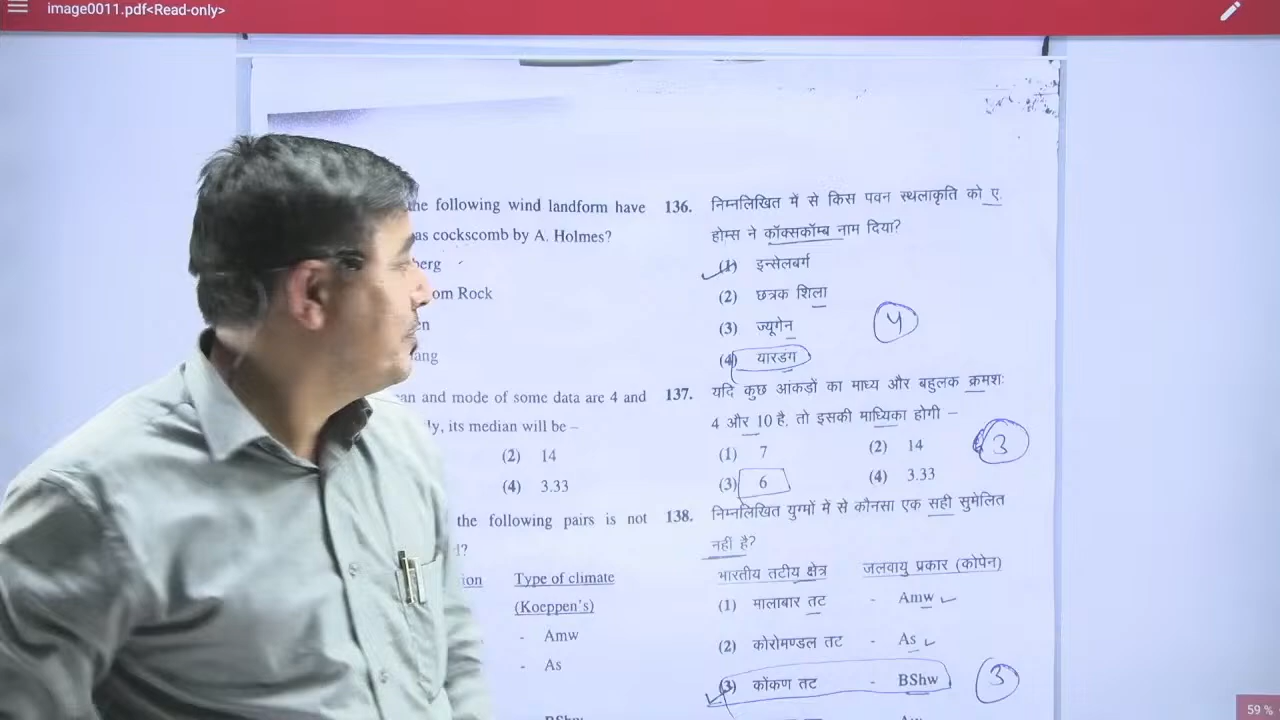 image0011.pdf<Read-only>
the following wind landform have
as cockscomb by A. Holmes?
berg
om Rock
en
ang
an and mode of some data are 4 and
ly, its median will be –
(2) 14
(4) 3.33
the following pairs is not
d?
ion Type of climate
(Koeppen's)
- Amw
- As
136. निम्नलिखित में से किस पवन स्थलाकृति को ए.
होम्स ने कॉक्सकॉम्ब नाम दिया?
(1) इन्सेलबर्ग
(2) छत्रक शिला
(3) ज्यूगेन
(4) यारडंग
4
137. यदि कुछ आंकड़ों का माध्य और बहुलक क्रमशः
4 और 10 है, तो इसकी माध्यिका होगी –
(1) 7 (2) 14
(3) 6 (4) 3.33
3
138. निम्नलिखित युग्मों में से कौनसा एक सही सुमेलित
नहीं है?
भारतीय तटीय क्षेत्र जलवायु प्रकार (कोपेन)
(1) मालाबार तट - Amw
(2) कोरोमण्डल तट - As
(3) कोंकण तट - BShw
3
59 %